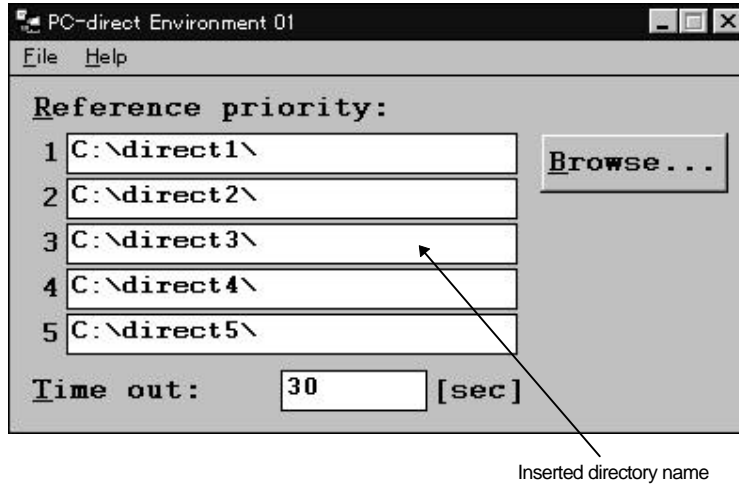 PC-direct Environment 01
File Help
Reference priority:
1 C:\direct1\
Browse...
2 C:\direct2\
3 C:\direct3\
4 C:\direct4\
5 C:\direct5\
Time out: 30 [sec]
Inserted directory name